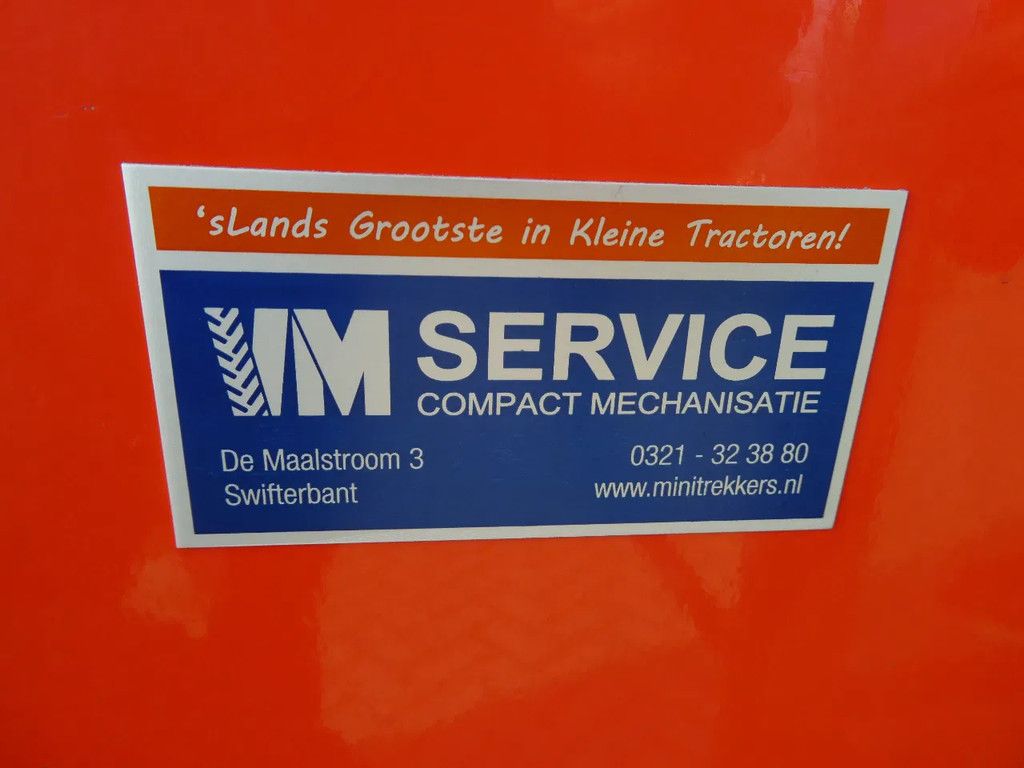 'sLands Grootste in Kleine Tractoren!
VM SERVICE
COMPACT MECHANISATIE
De Maalstroom 3
0321 - 32 38 80
Swifterbant
www.minitrekkers.nl